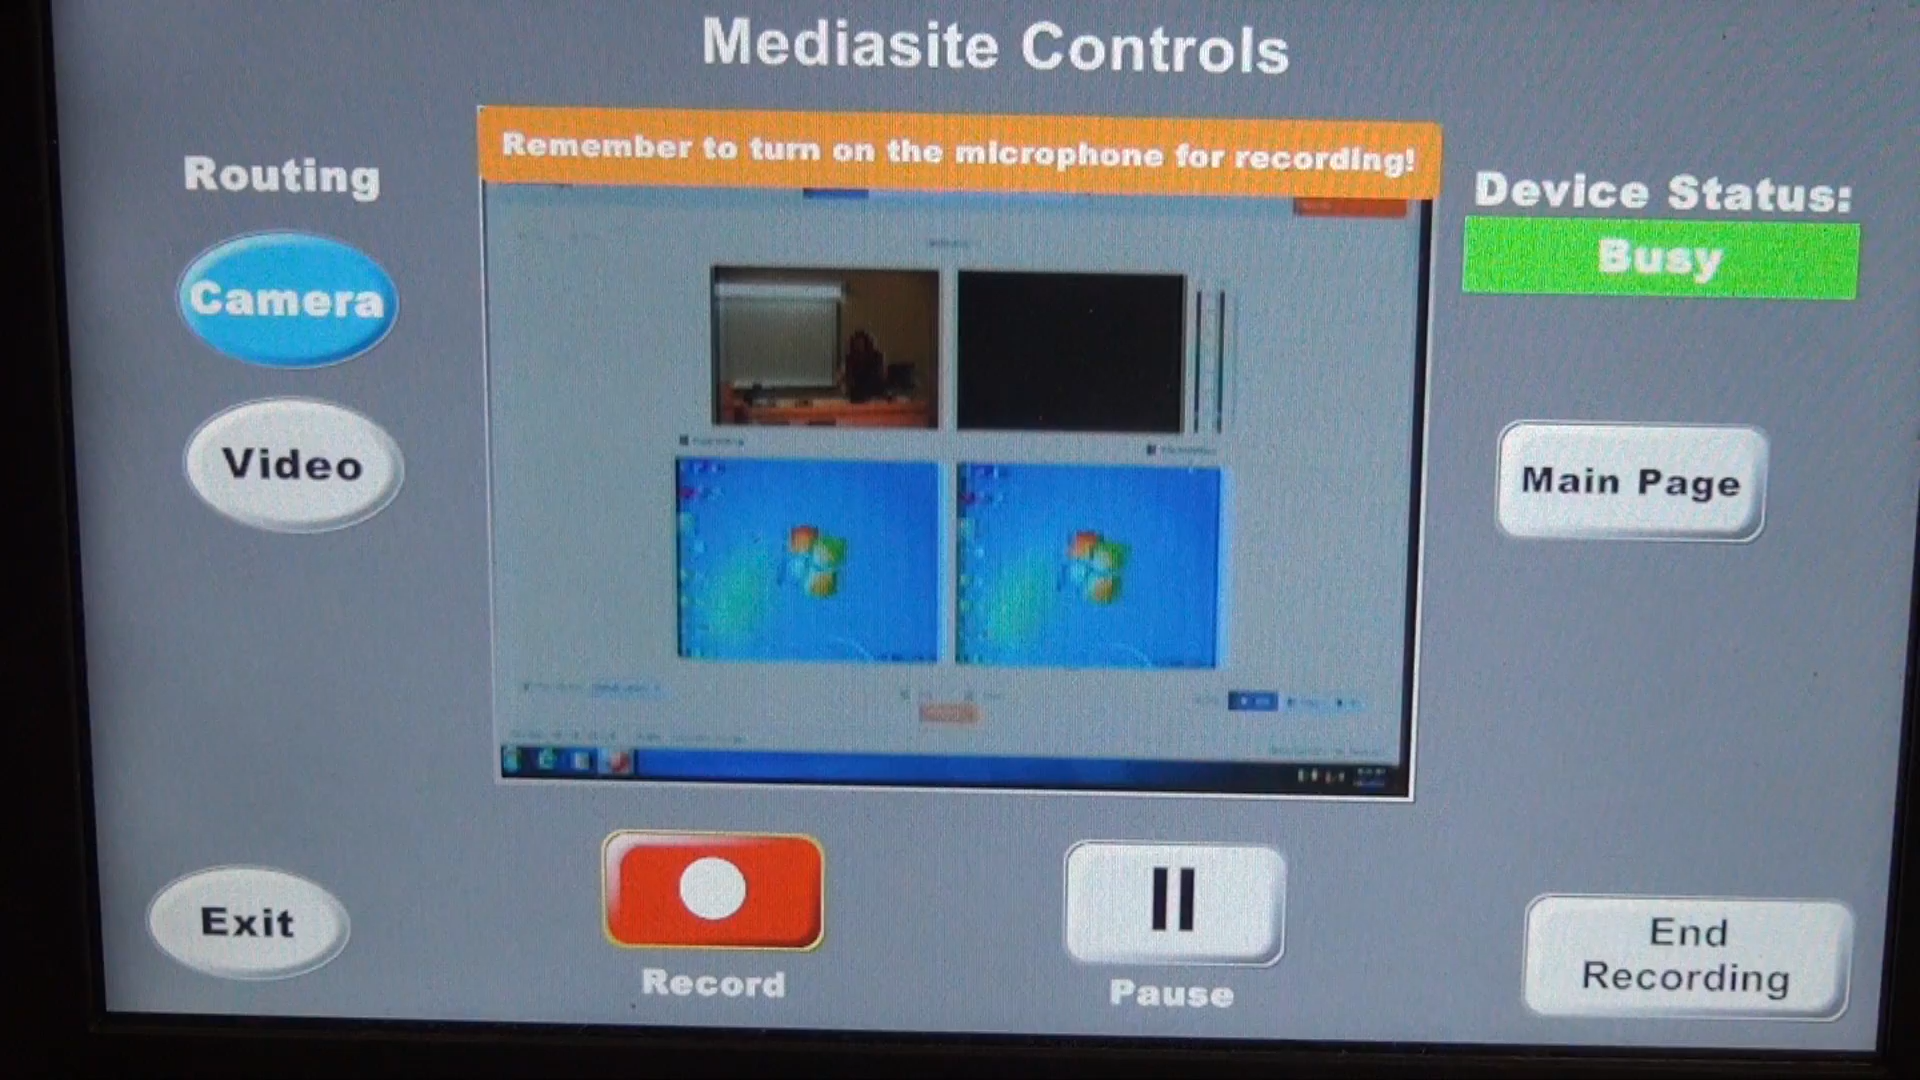 Mediasite Controls
Remember to turn on the microphone for recording!
Routing
Device Status:
Busy
Camera
Video
Main Page
Exit
Record
Pause
End
Recording